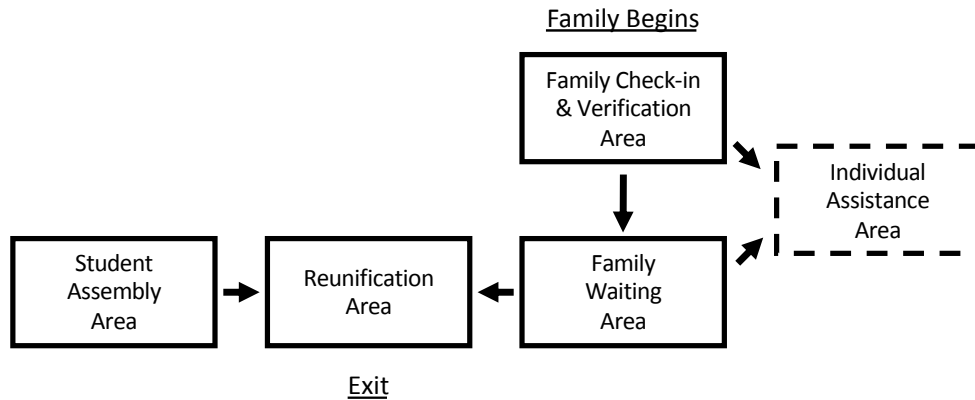 Family Begins
Family Check-in
& Verification
Area
Individual
Assistance
Area
Student
Assembly
Area
Reunification
Area
Family
Waiting
Area
Exit